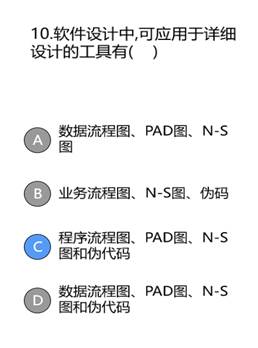 10.软件设计中,可应用于详细
设计的工具有(    )
A
数据流程图、PAD图、N-S
图
B
业务流程图、N-S图、伪码
C
程序流程图、PAD图、N-S
图和伪代码
D
数据流程图、PAD图、N-S
图和伪代码